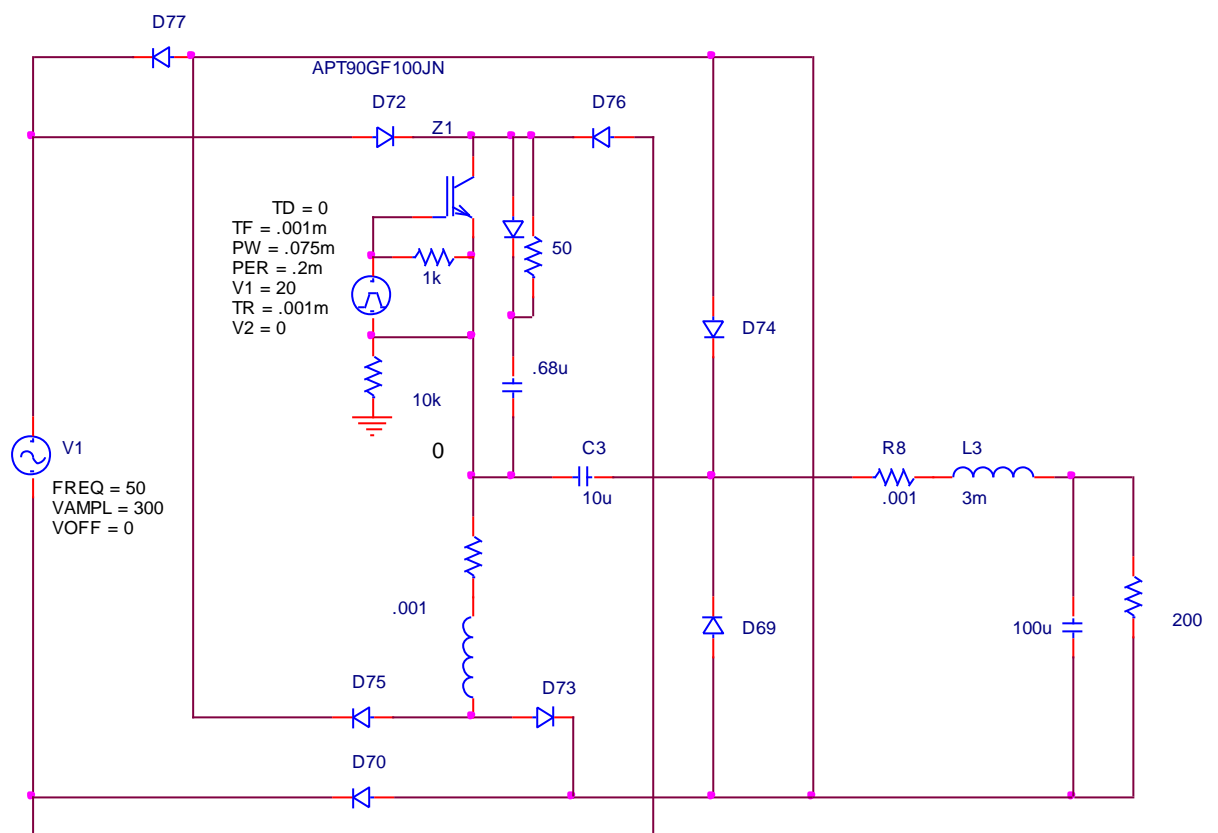 D77
APT90GF100JN
D72
D76
Z1
TD = 0
TF = .001m
PW = .075m
PER = .2m
V1 = 20
TR = .001m
V2 = 0
1k
50
D74
.68u
10k
0
V1
FREQ = 50
VAMPL = 300
VOFF = 0
C3
10u
R8
.001
L3
3m
.001
D69
100u
200
D75
D73
D70